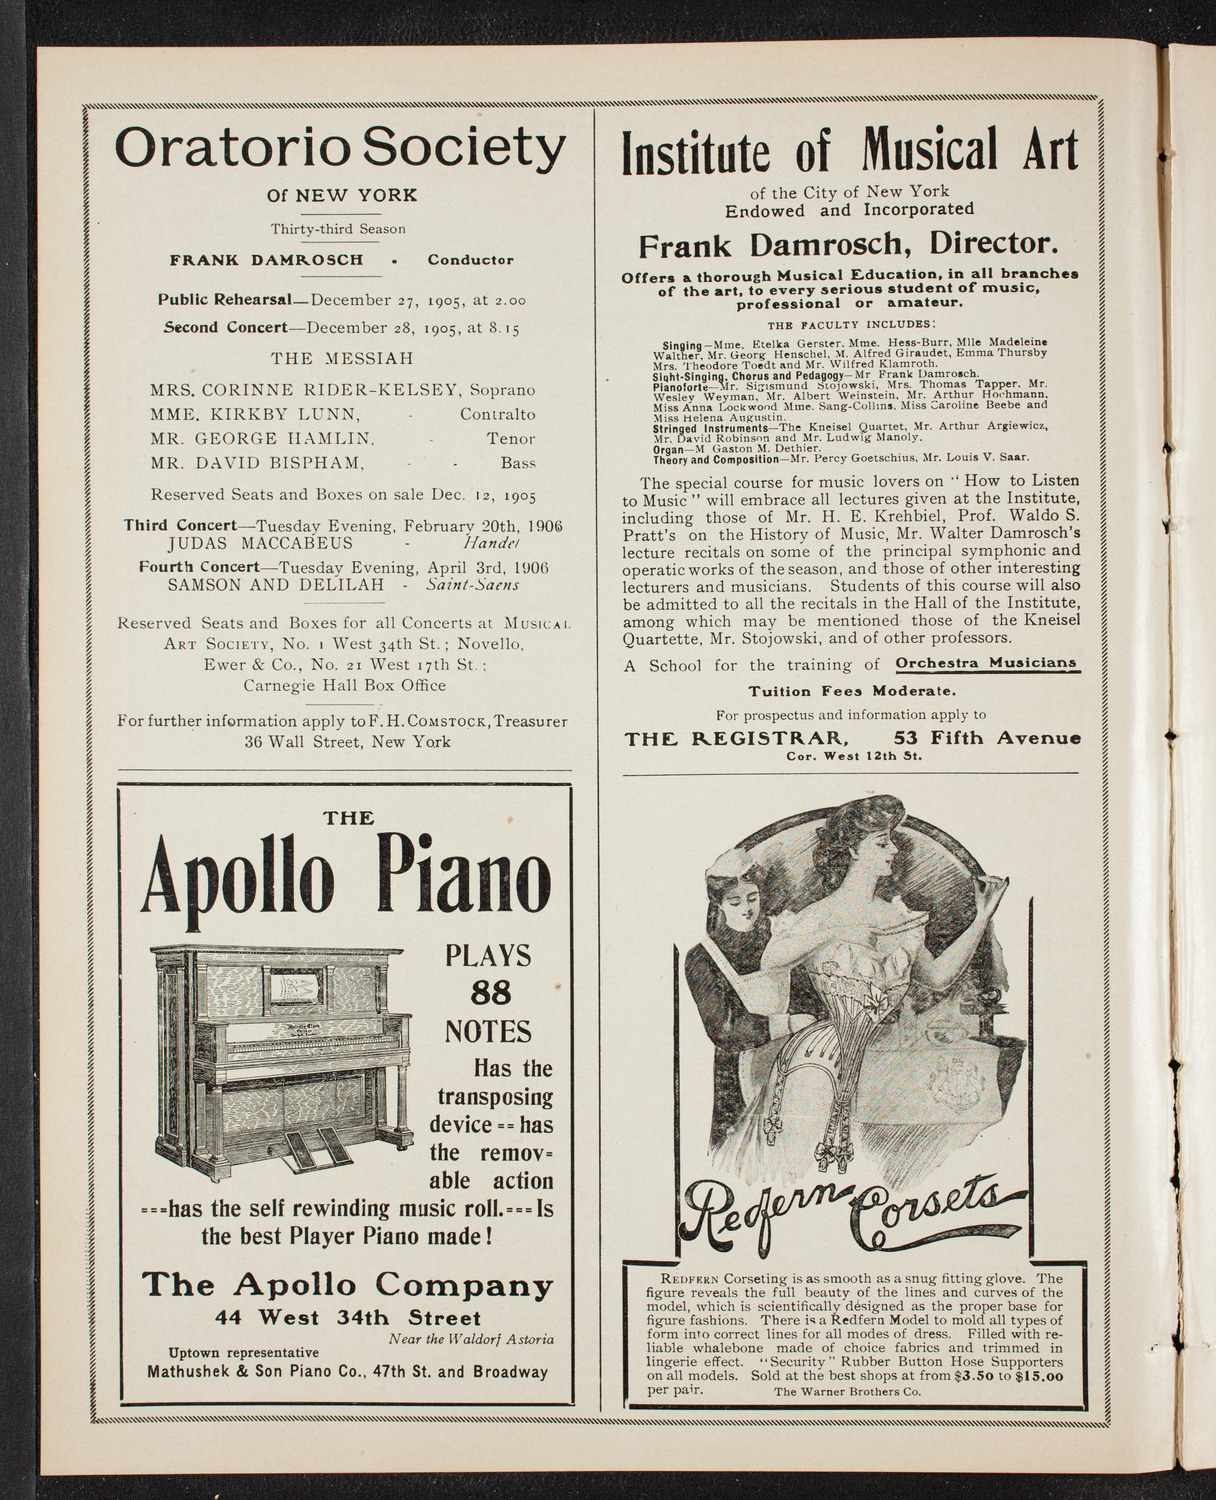 Oratorio Society
Of NEW YORK
Thirty-third Season
FRANK DAMROSCH - Conductor
Public Rehearsal—December 27, 1905, at 2.00
Second Concert—December 28, 1905, at 8.15
THE MESSIAH
MRS. CORINNE RIDER-KELSEY, Soprano
MME. KIRKBY LUNN, - Contralto
MR. GEORGE HAMLIN, - Tenor
MR. DAVID BISPHAM, - - Bass
Reserved Seats and Boxes on sale Dec. 12, 1905
Third Concert—Tuesday Evening, February 20th, 1906
JUDAS MACCABEUS - Handel
Fourth Concert—Tuesday Evening, April 3rd, 1906
SAMSON AND DELILAH - Saint-Saens
Reserved Seats and Boxes for all Concerts at MUSICAL
ART SOCIETY, No. 1 West 34th St.; Novello,
Ewer & Co., No. 21 West 17th St.;
Carnegie Hall Box Office
For further information apply to F. H. COMSTOCK, Treasurer
36 Wall Street, New York
THE
Apollo Piano
PLAYS
88
NOTES
Has the
transposing
device == has
the remov=
able action
===has the self rewinding music roll.===Is
the best Player Piano made!
The Apollo Company
44 West 34th Street
Near the Waldorf Astoria
Uptown representative
Mathushek & Son Piano Co., 47th St. and Broadway
Institute of Musical Art
of the City of New York
Endowed and Incorporated
Frank Damrosch, Director.
Offers a thorough Musical Education, in all branches
of the art, to every serious student of music,
professional or amateur.
THE FACULTY INCLUDES:
Singing—Mme. Etelka Gerster, Mme. Hess-Burr, Mlle Madeleine
Walther, Mr. Georg Henschel, M. Alfred Giraudet, Emma Thursby
Mrs. Theodore Toedt and Mr. Wilfred Klamroth.
Sight-Singing, Chorus and Pedagogy—Mr Frank Damrosch.
Pianoforte—Mr. Sigismund Stojowski, Mrs. Thomas Tapper, Mr.
Wesley Weyman, Mr. Albert Weinstein, Mr. Arthur Hochmann,
Miss Anna Lockwood Mme. Sang-Collins, Miss Caroline Beebe and
Miss Helena Augustin.
Stringed Instruments—The Kneisel Quartet, Mr. Arthur Argiewicz,
Mr. David Robinson and Mr. Ludwig Manoly.
Organ—M Gaston M. Dethier.
Theory and Composition—Mr. Percy Goetschius, Mr. Louis V. Saar.
The special course for music lovers on "How to Listen
to Music" will embrace all lectures given at the Institute,
including those of Mr. H. E. Krehbiel, Prof. Waldo S.
Pratt's on the History of Music, Mr. Walter Damrosch's
lecture recitals on some of the principal symphonic and
operatic works of the season, and those of other interesting
lecturers and musicians. Students of this course will also
be admitted to all the recitals in the Hall of the Institute,
among which may be mentioned those of the Kneisel
Quartette, Mr. Stojowski, and of other professors.
A School for the training of Orchestra Musicians
Tuition Fees Moderate.
For prospectus and information apply to
THE REGISTRAR, 53 Fifth Avenue
Cor. West 12th St.
Redfern Corsets
REDFERN Corseting is as smooth as a snug fitting glove. The
figure reveals the full beauty of the lines and curves of the
model, which is scientifically designed as the proper base for
figure fashions. There is a Redfern Model to mold all types of
form into correct lines for all modes of dress. Filled with re-
liable whalebone made of choice fabrics and trimmed in
lingerie effect. "Security" Rubber Button Hose Supporters
on all models. Sold at the best shops at from $3.50 to $15.00
per pair. The Warner Brothers Co.